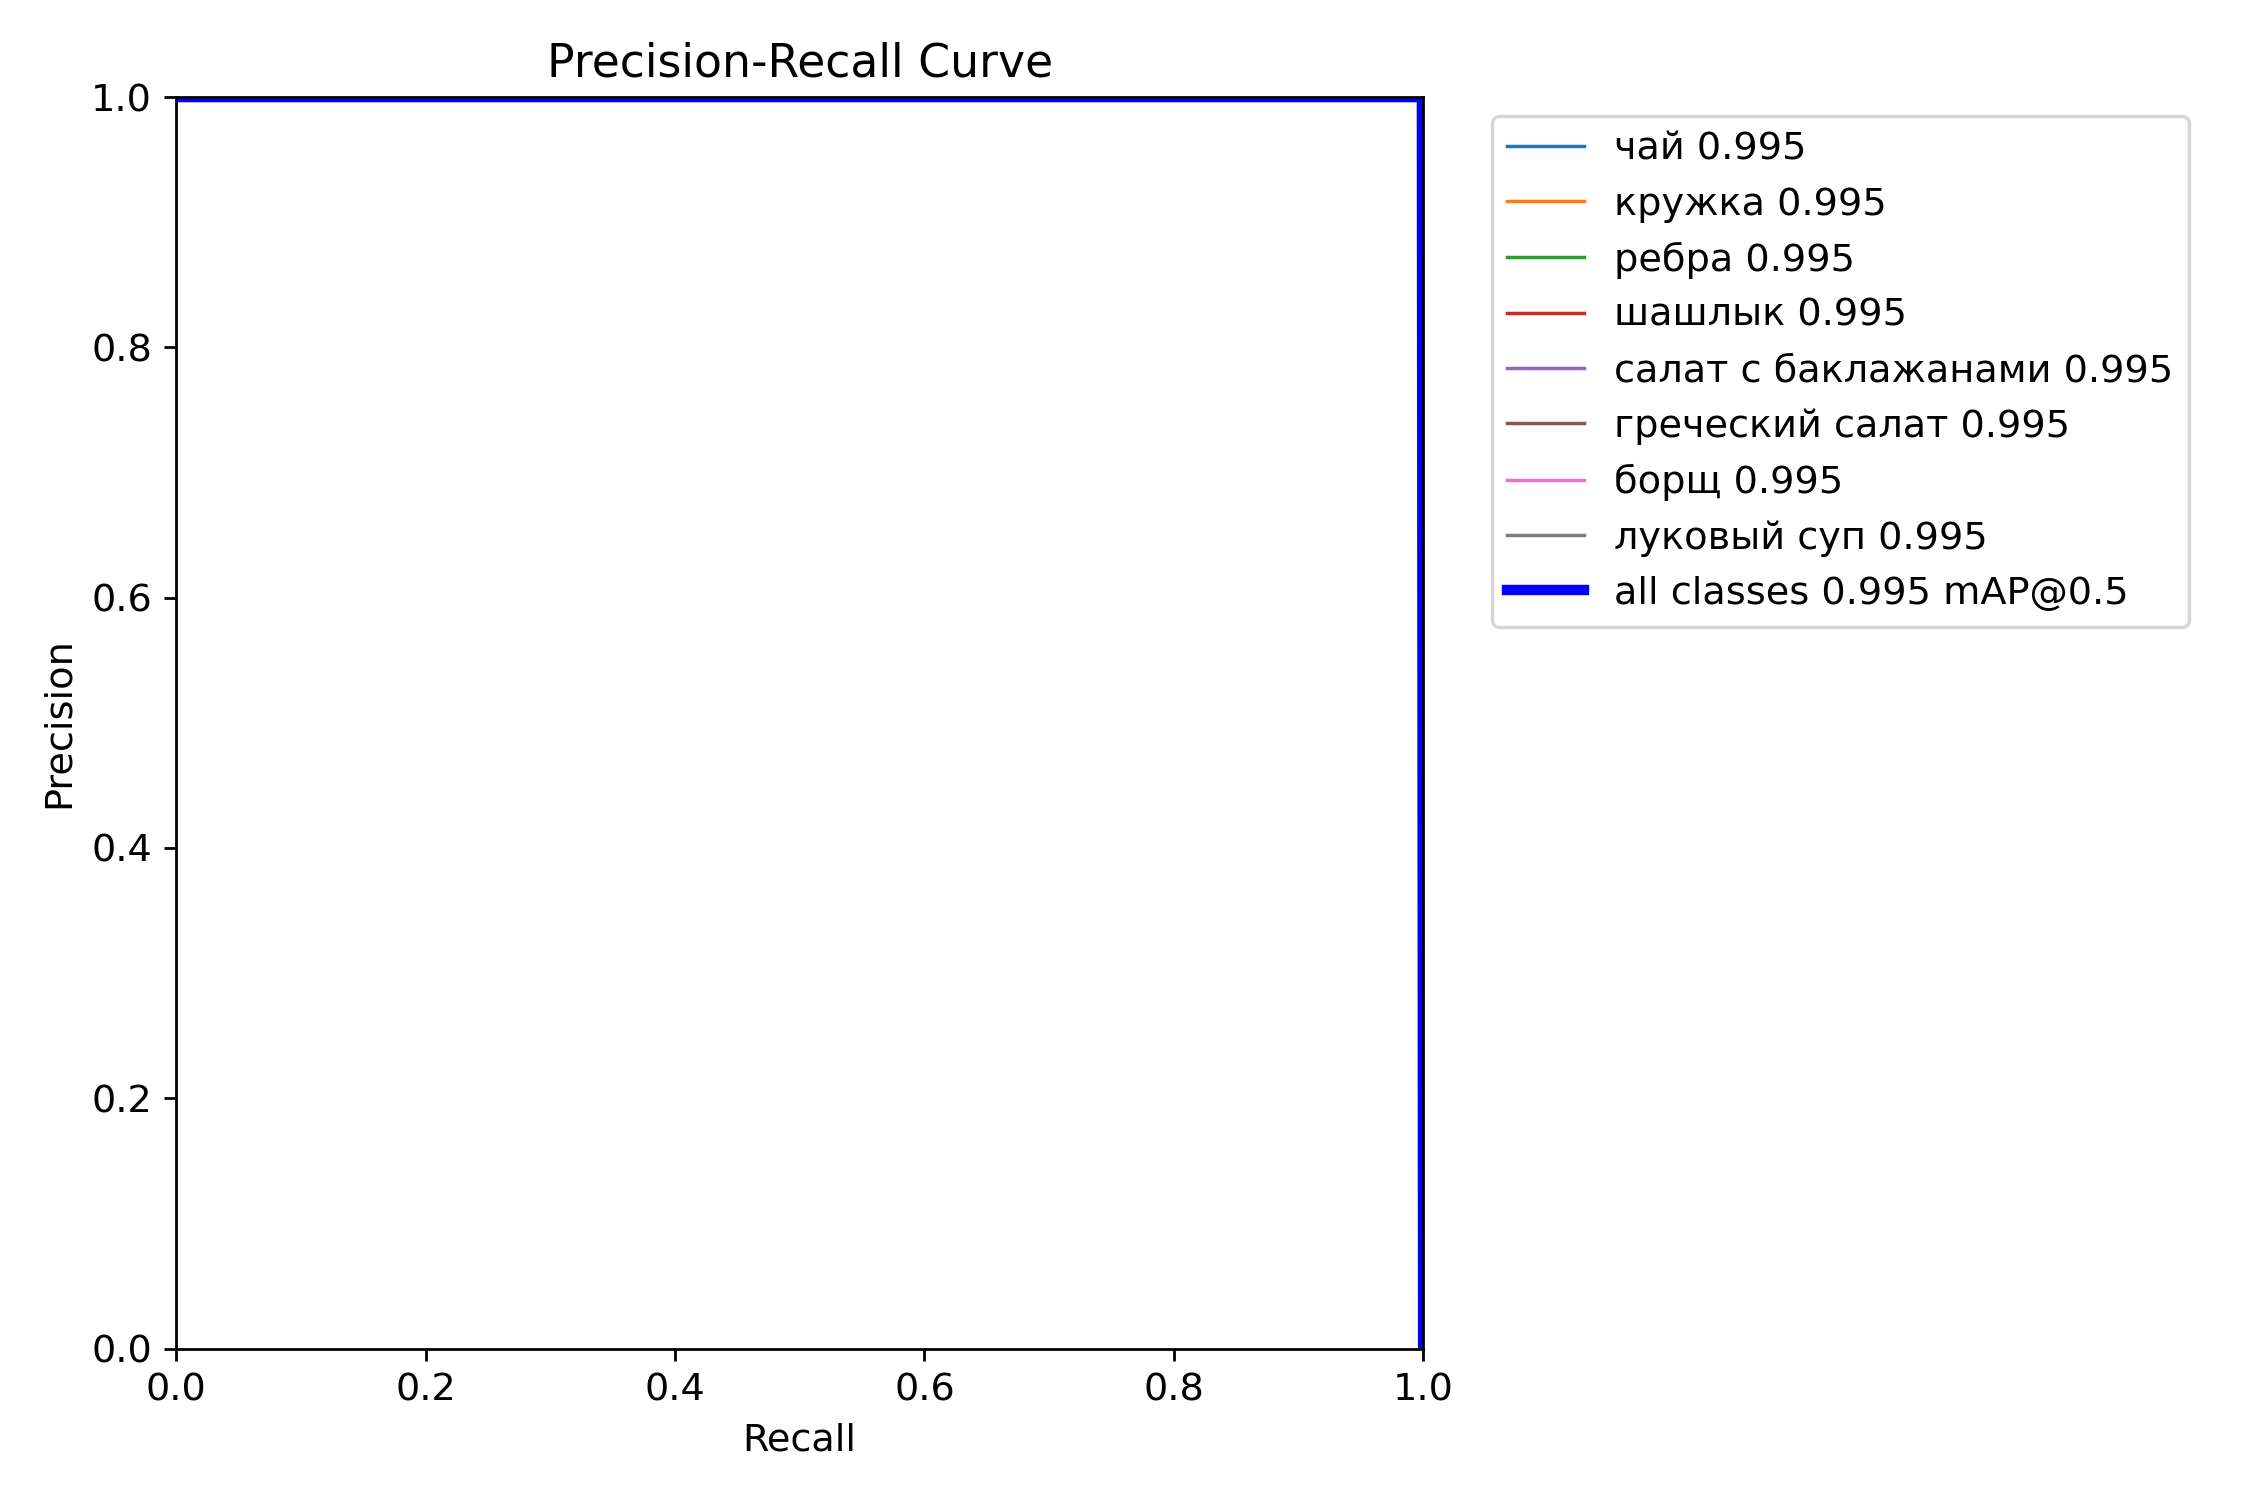 Precision-Recall Curve
1.0
0.8
0.6
0.4
0.2
0.0
Precision
0.0 0.2 0.4 0.6 0.8 1.0
Recall
чай 0.995
кружка 0.995
ребра 0.995
шашлык 0.995
салат с баклажанами 0.995
греческий салат 0.995
борщ 0.995
луковый суп 0.995
all classes 0.995 mAP@0.5